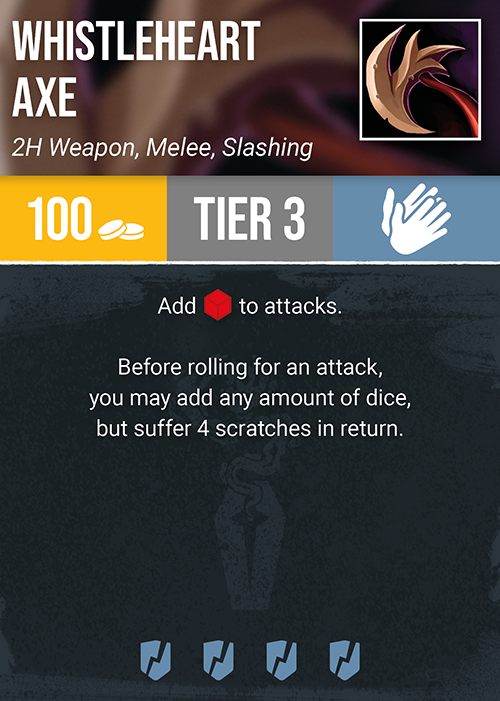 WHISTLEHEART
AXE
2H Weapon, Melee, Slashing
100
TIER 3
Add to attacks.
Before rolling for an attack,
you may add any amount of dice,
but suffer 4 scratches in return.